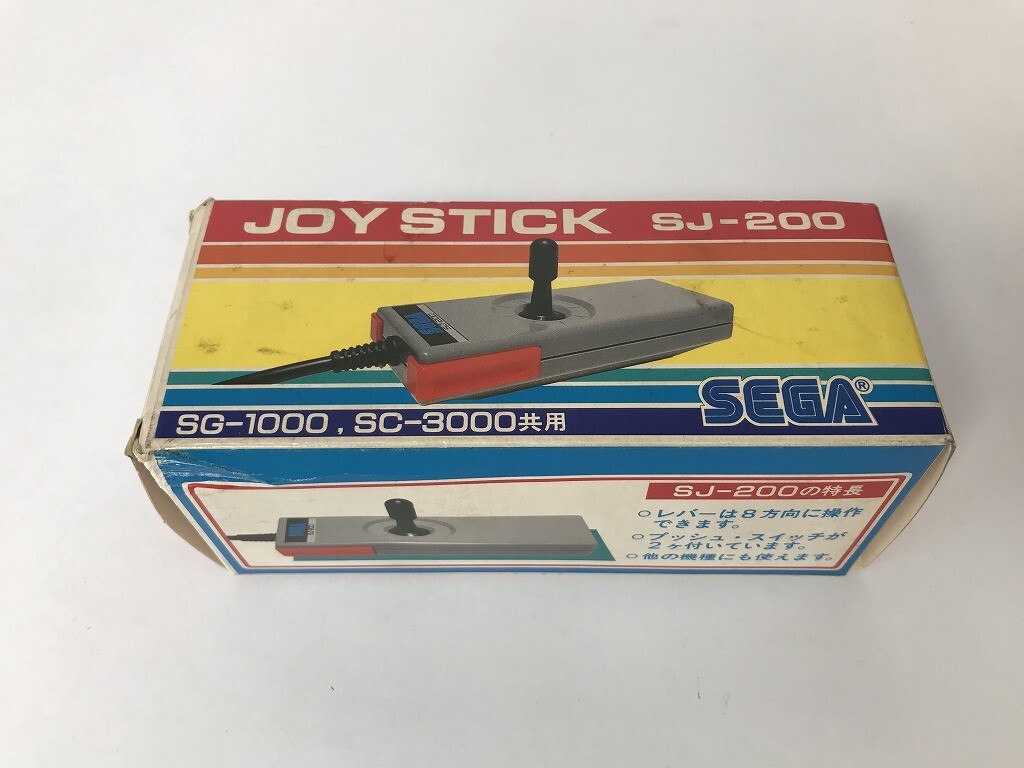 JOY STICK SJ-200
SEGA
SEGA®
SG-1000, SC-3000共用
SJ-200の特長
○レバーは8方向に操作
できます。
○プッシュ・スイッチが
2ヶ付いています。
○他の機種にも使えます。
SEGA